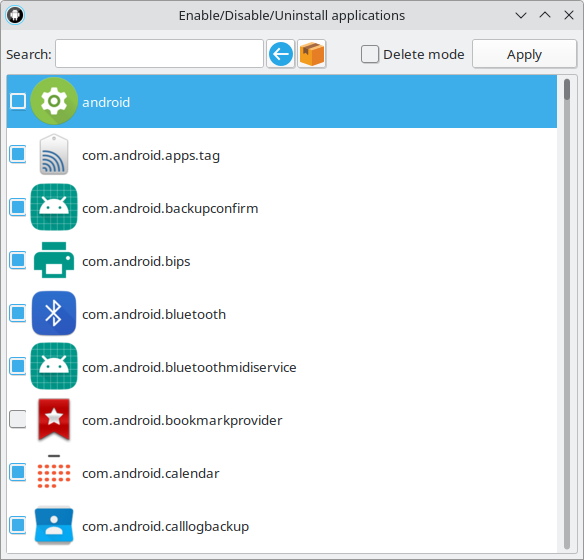 Enable/Disable/Uninstall applications
Search: Delete mode Apply
android
com.android.apps.tag
com.android.backupconfirm
com.android.bips
com.android.bluetooth
com.android.bluetoothmidiservice
com.android.bookmarkprovider
com.android.calendar
com.android.calllogbackup